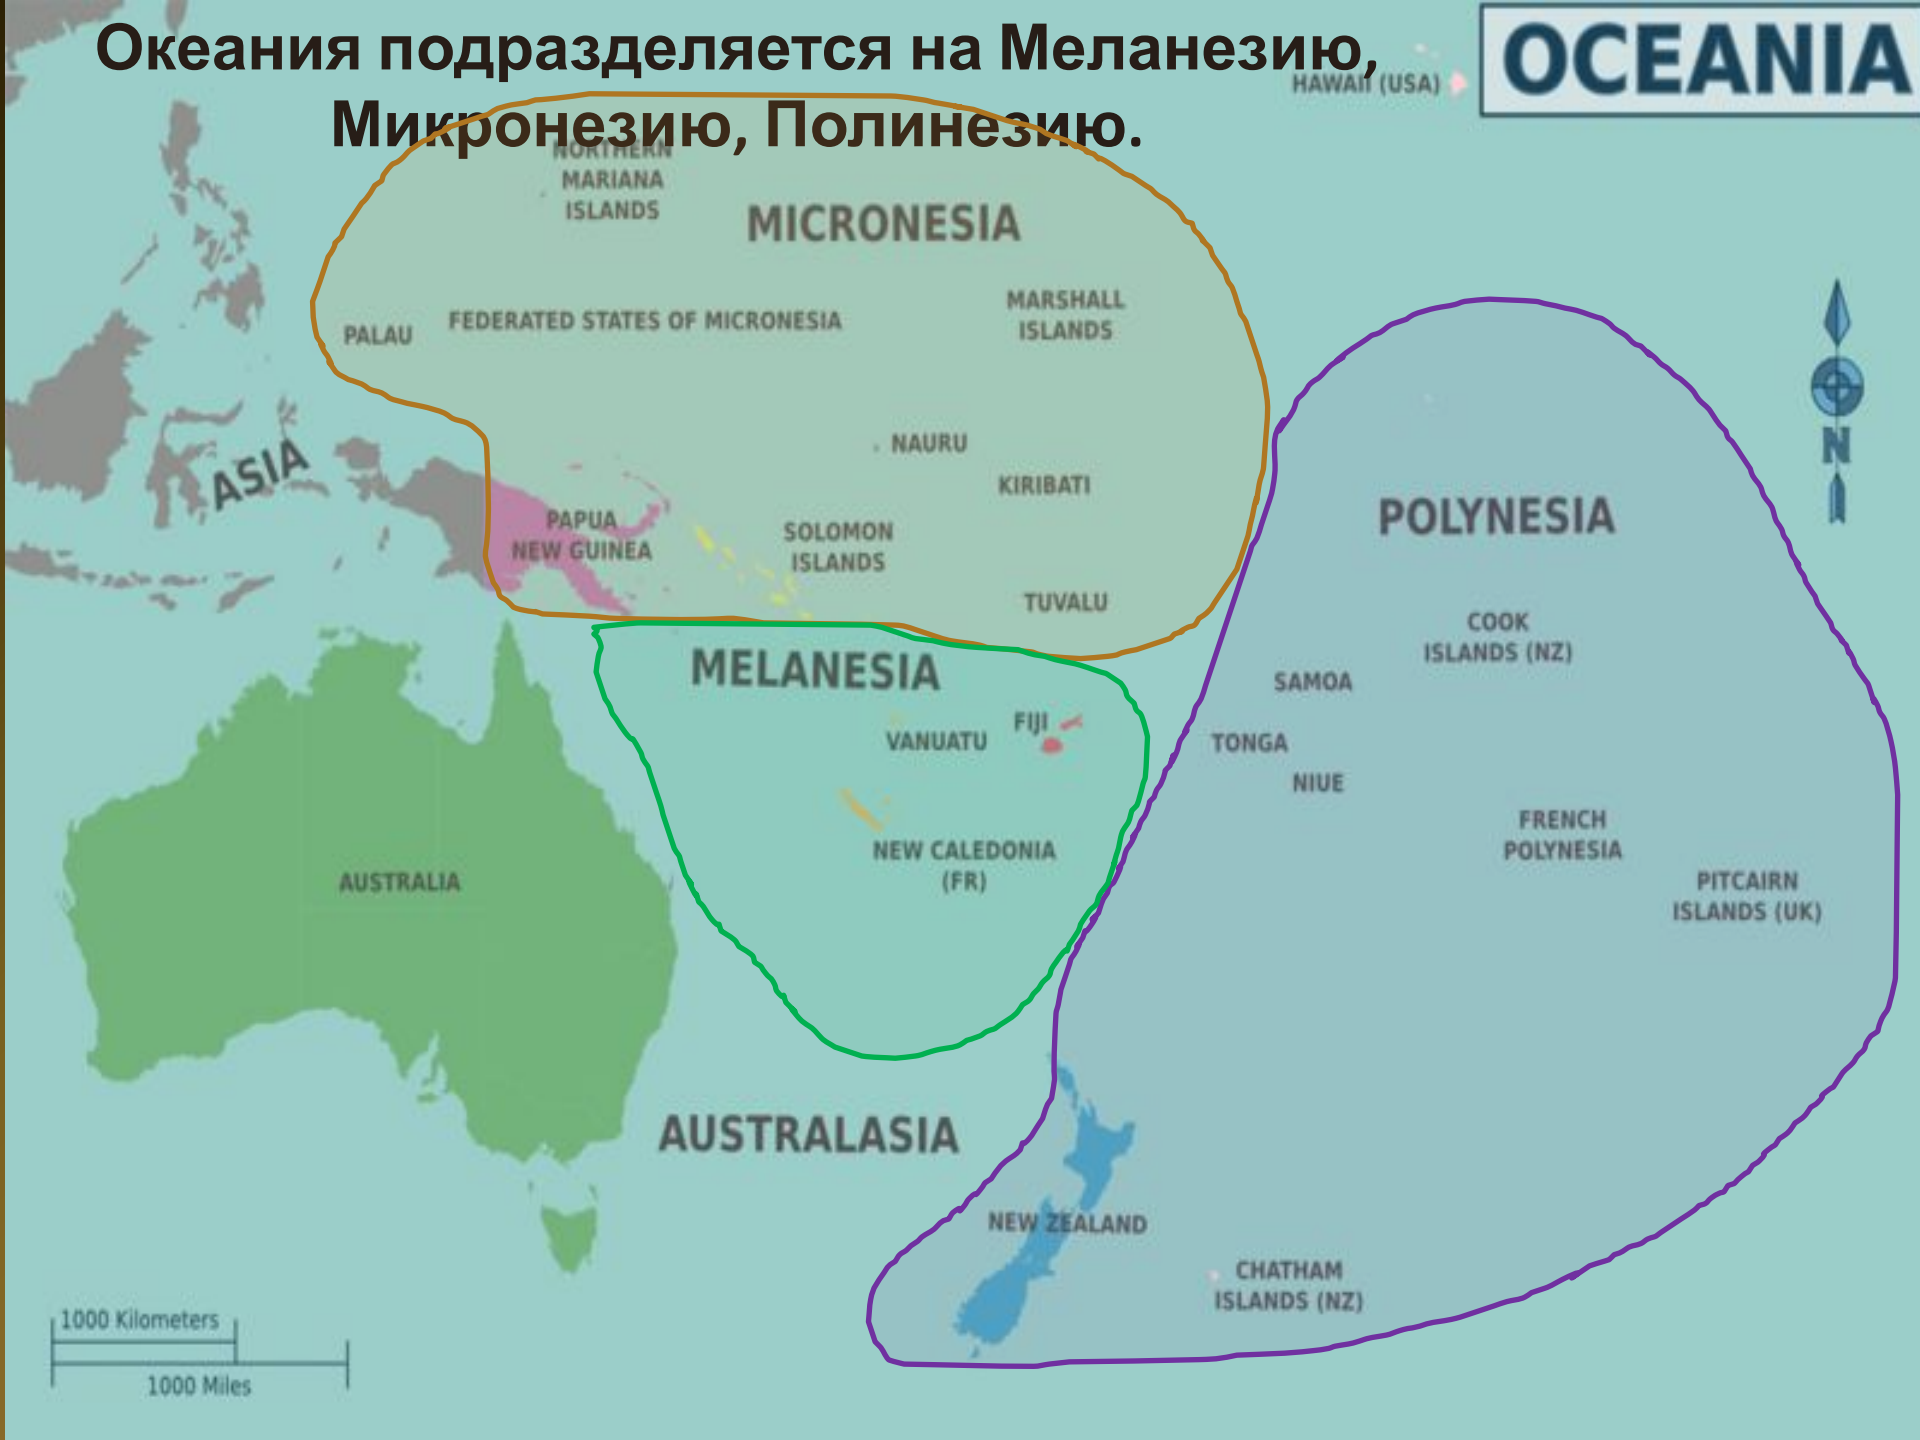 Океания подразделяется на Меланезию,
Микронезию, Полинезию.
OCEANIA
HAWAII (USA)
NORTHERN
MARIANA
ISLANDS
MICRONESIA
MARSHALL
ISLANDS
FEDERATED STATES OF MICRONESIA
PALAU
NAURU
KIRIBATI
ASIA
N
POLYNESIA
PAPUA
NEW GUINEA
SOLOMON
ISLANDS
TUVALU
COOK
ISLANDS (NZ)
MELANESIA
SAMOA
FIJI
VANUATU
TONGA
NIUE
FRENCH
POLYNESIA
NEW CALEDONIA
(FR)
AUSTRALIA
PITCAIRN
ISLANDS (UK)
AUSTRALASIA
NEW ZEALAND
CHATHAM
ISLANDS (NZ)
1000 Kilometers
1000 Miles